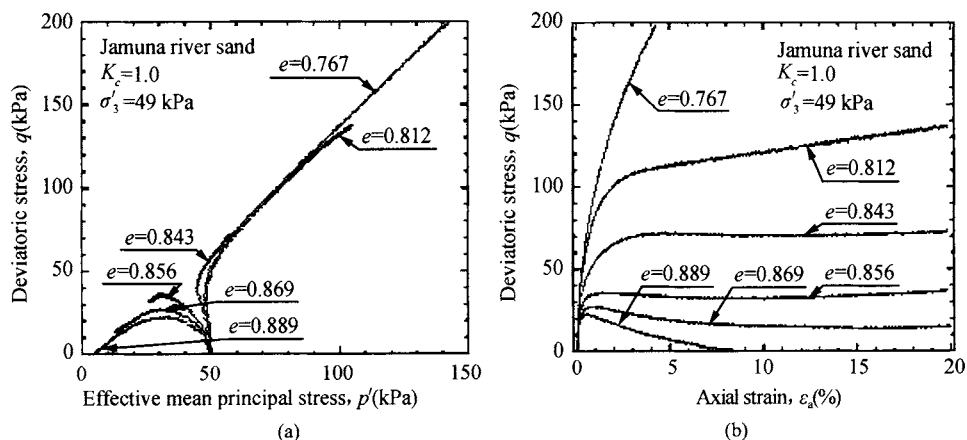 (a)
200
150
100
50
0
Deviatoric stress, q(kPa)
Jamuna river sand
K_c=1.0
σ'_3=49 kPa
e=0.767
e=0.812
e=0.843
e=0.856
e=0.869
e=0.889
0
50
100
150
Effective mean principal stress, p'(kPa)
(a)
(b)
200
150
100
50
0
Deviatoric stress, q(kPa)
Jamuna river sand
K_c=1.0
σ'_3=49 kPa
e=0.767
e=0.812
e=0.843
e=0.889
e=0.869
e=0.856
0
5
10
15
20
Axial strain, ε_a(%)
(b)